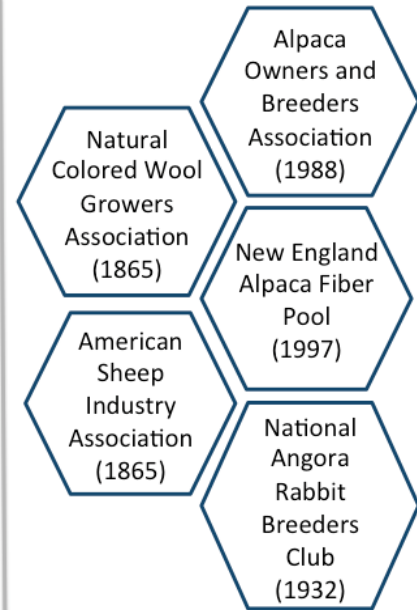 Alpaca
Owners and
Breeders
Association
(1988)
Natural
Colored Wool
Growers
Association
(1865)
New England
Alpaca Fiber
Pool
(1997)
American
Sheep
Industry
Association
(1865)
National
Angora
Rabbit
Breeders
Club
(1932)